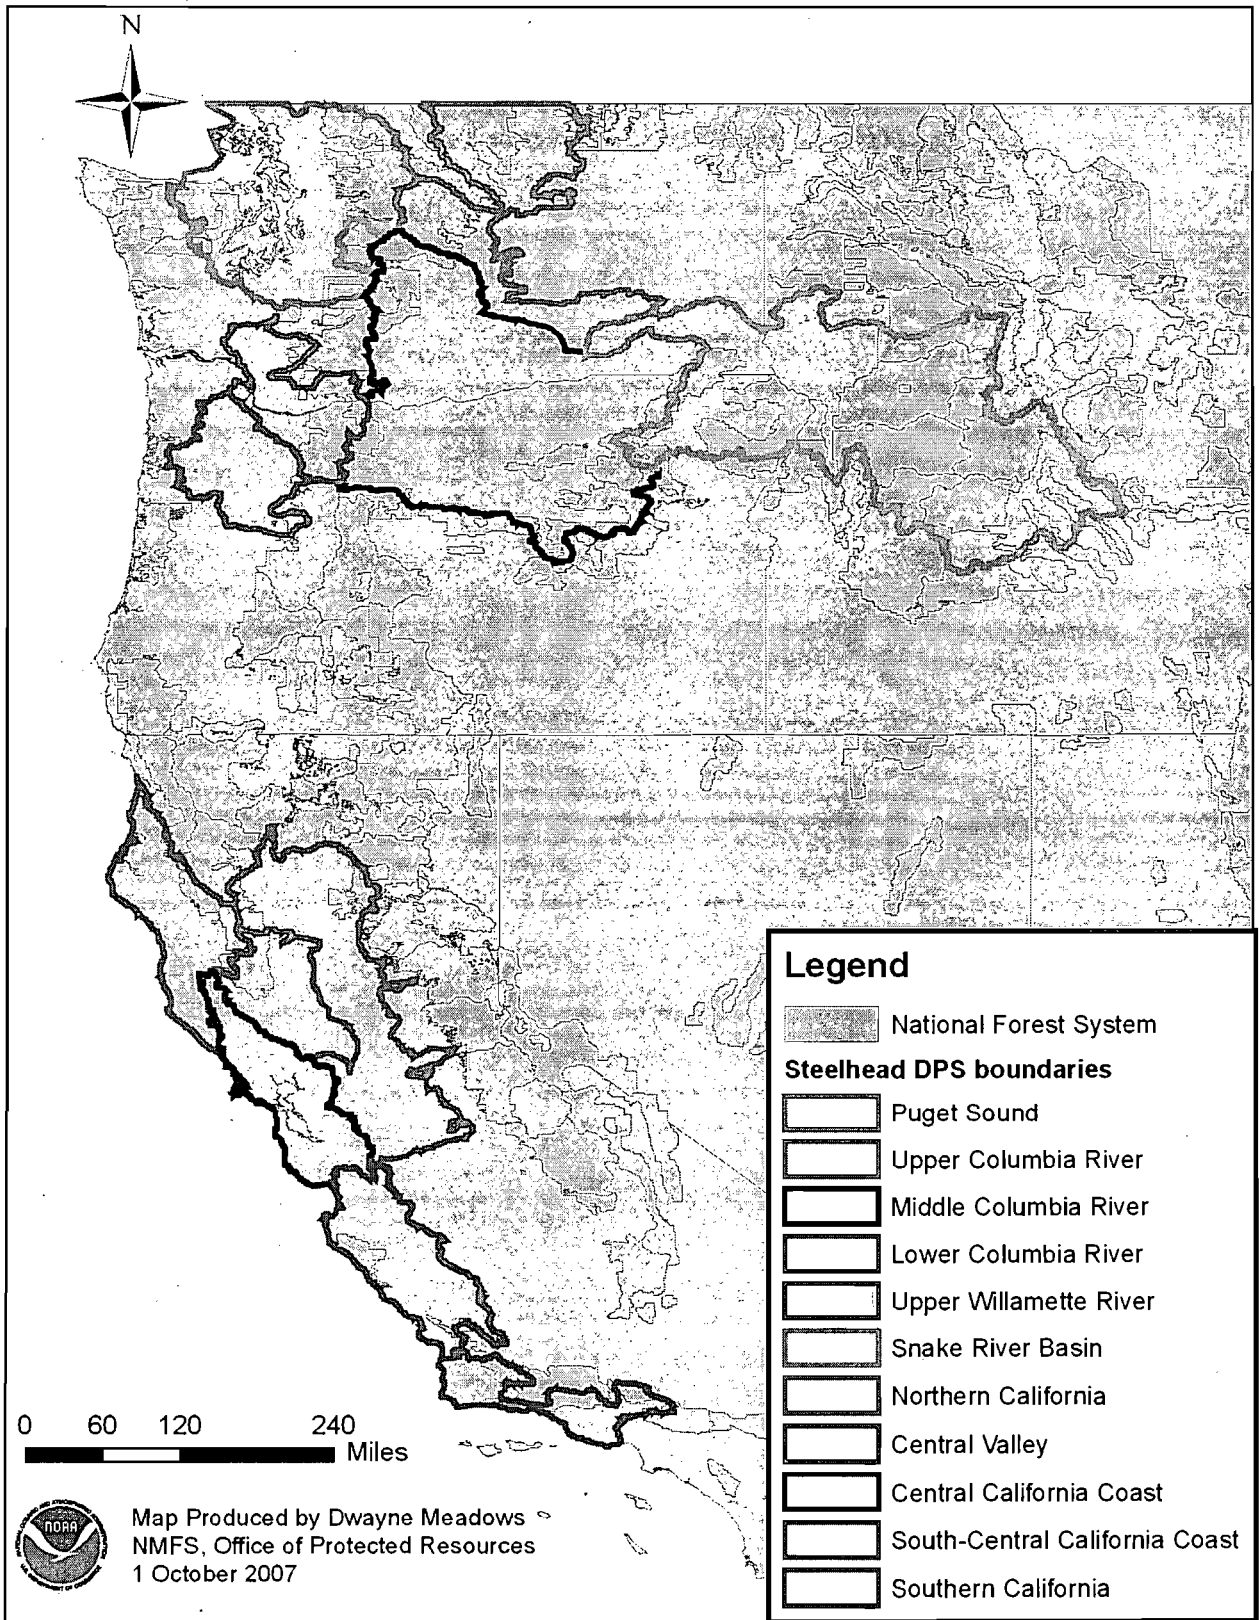 N
Legend
National Forest System
Steelhead DPS boundaries
Puget Sound
Upper Columbia River
Middle Columbia River
Lower Columbia River
Upper Willamette River
Snake River Basin
Northern California
Central Valley
Central California Coast
South-Central California Coast
Southern California
0 60 120 240
Miles
NOAA
Map Produced by Dwayne Meadows
NMFS, Office of Protected Resources
1 October 2007